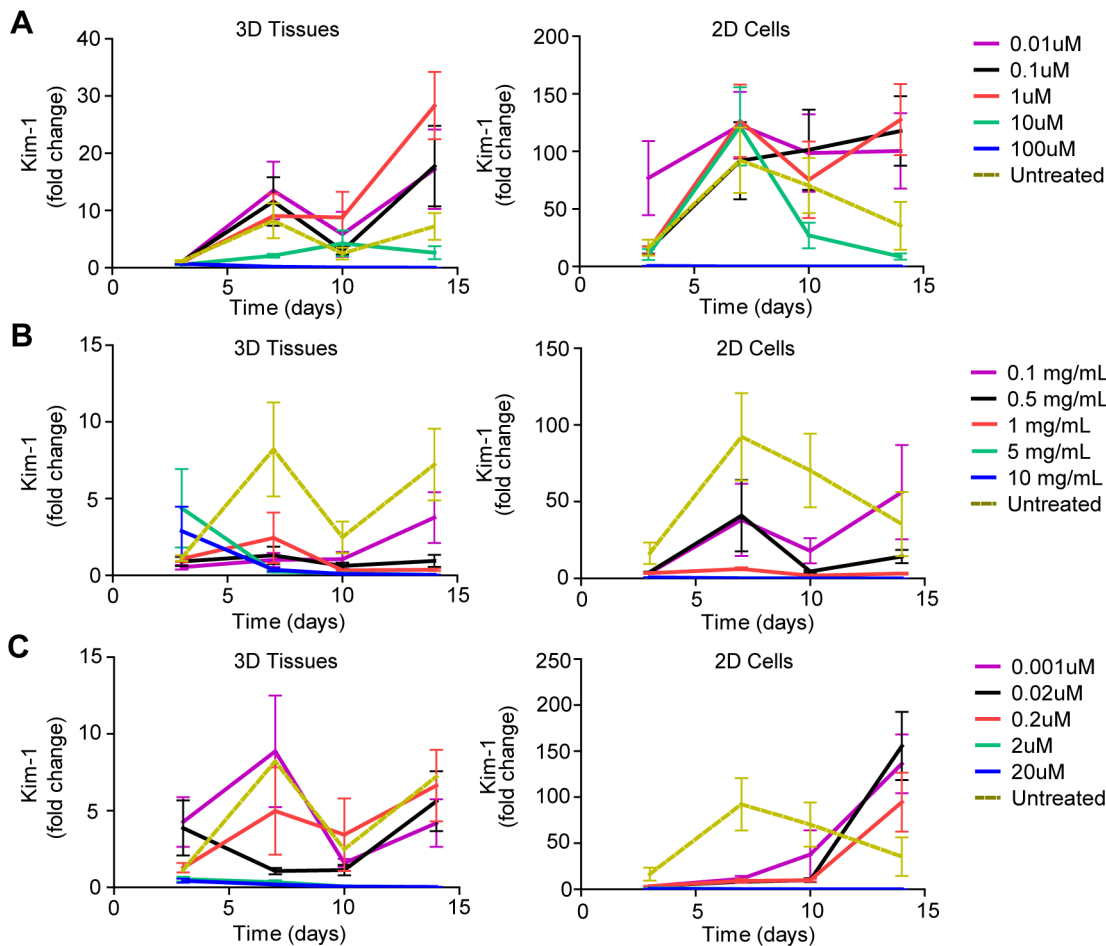 A
3D Tissues
2D Cells
Kim-1
(fold change)
40
30
20
10
0
0
5
10
15
Time (days)
Kim-1
(fold change)
200
150
100
50
0
5
10
15
Time (days)
0.01uM
0.1uM
1uM
10uM
100uM
Untreated
B
3D Tissues
2D Cells
Kim-1
(fold change)
15
10
5
0
0
5
10
15
Time (days)
Kim-1
(fold change)
150
100
50
0
0
5
10
15
Time (days)
0.1 mg/mL
0.5 mg/mL
1 mg/mL
5 mg/mL
10 mg/mL
Untreated
C
3D Tissues
2D Cells
Kim-1
(fold change)
15
10
5
0
0
5
10
15
Time (days)
Kim-1
(fold change)
250
200
150
100
50
0
0
5
10
15
Time (days)
0.001uM
0.02uM
0.2uM
2uM
20uM
Untreated